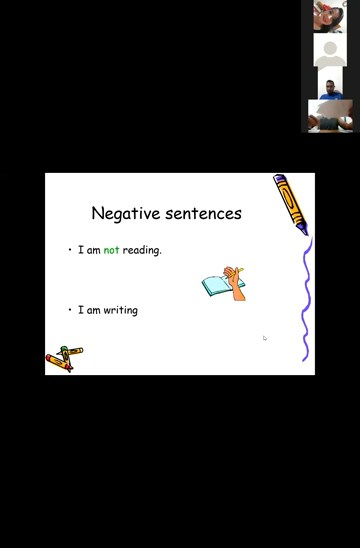 Negative sentences
• I am not reading.
• I am writing